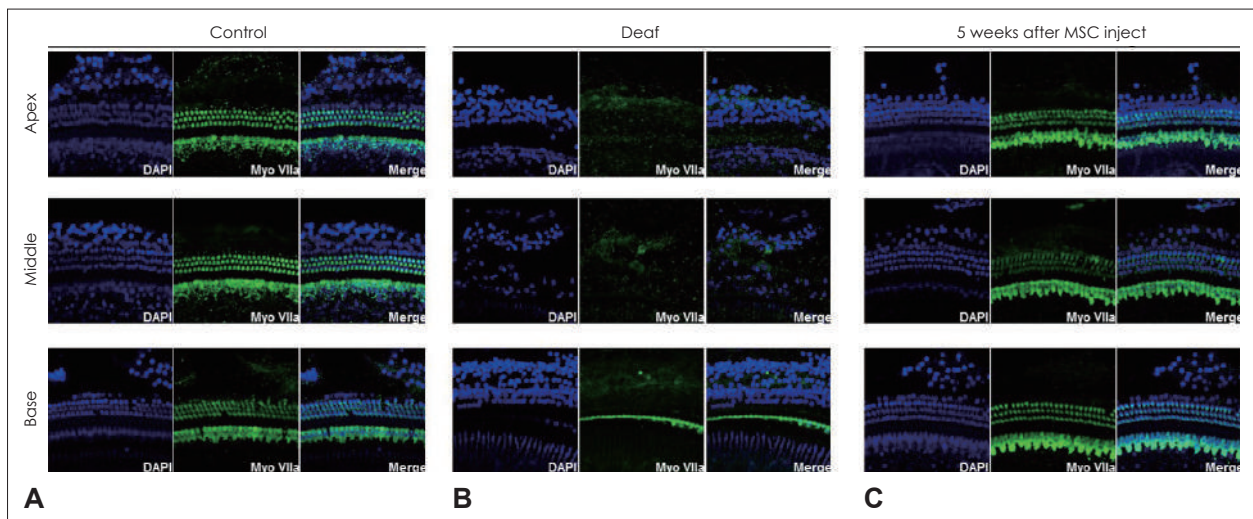 Control
Deaf
5 weeks after MSC inject
Apex
DAPI
Myo VIIa
Merge
DAPI
Myo VIIa
Merge
DAPI
Myo VIIa
Merge
Middle
DAPI
Myo VIIa
Merge
DAPI
Myo VIIa
Merge
DAPI
Myo VIIa
Merge
Base
DAPI
Myo VIIa
Merge
DAPI
Myo VIIa
Merge
DAPI
Myo VIIa
Merge
A
B
C